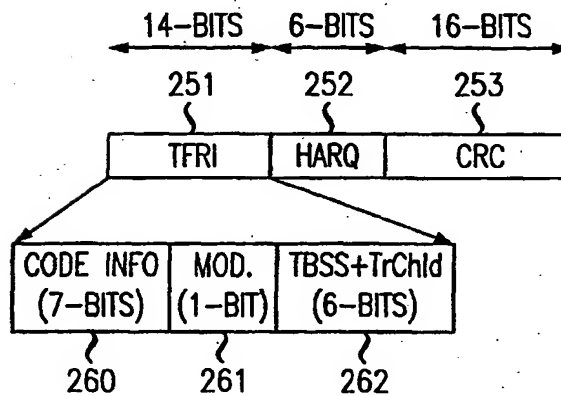 14-BITS 6-BITS 16-BITS
251 252 253
TFRI HARQ CRC
CODE INFO MOD. TBSS+TrChId
(7-BITS) (1-BIT) (6-BITS)
260 261 262